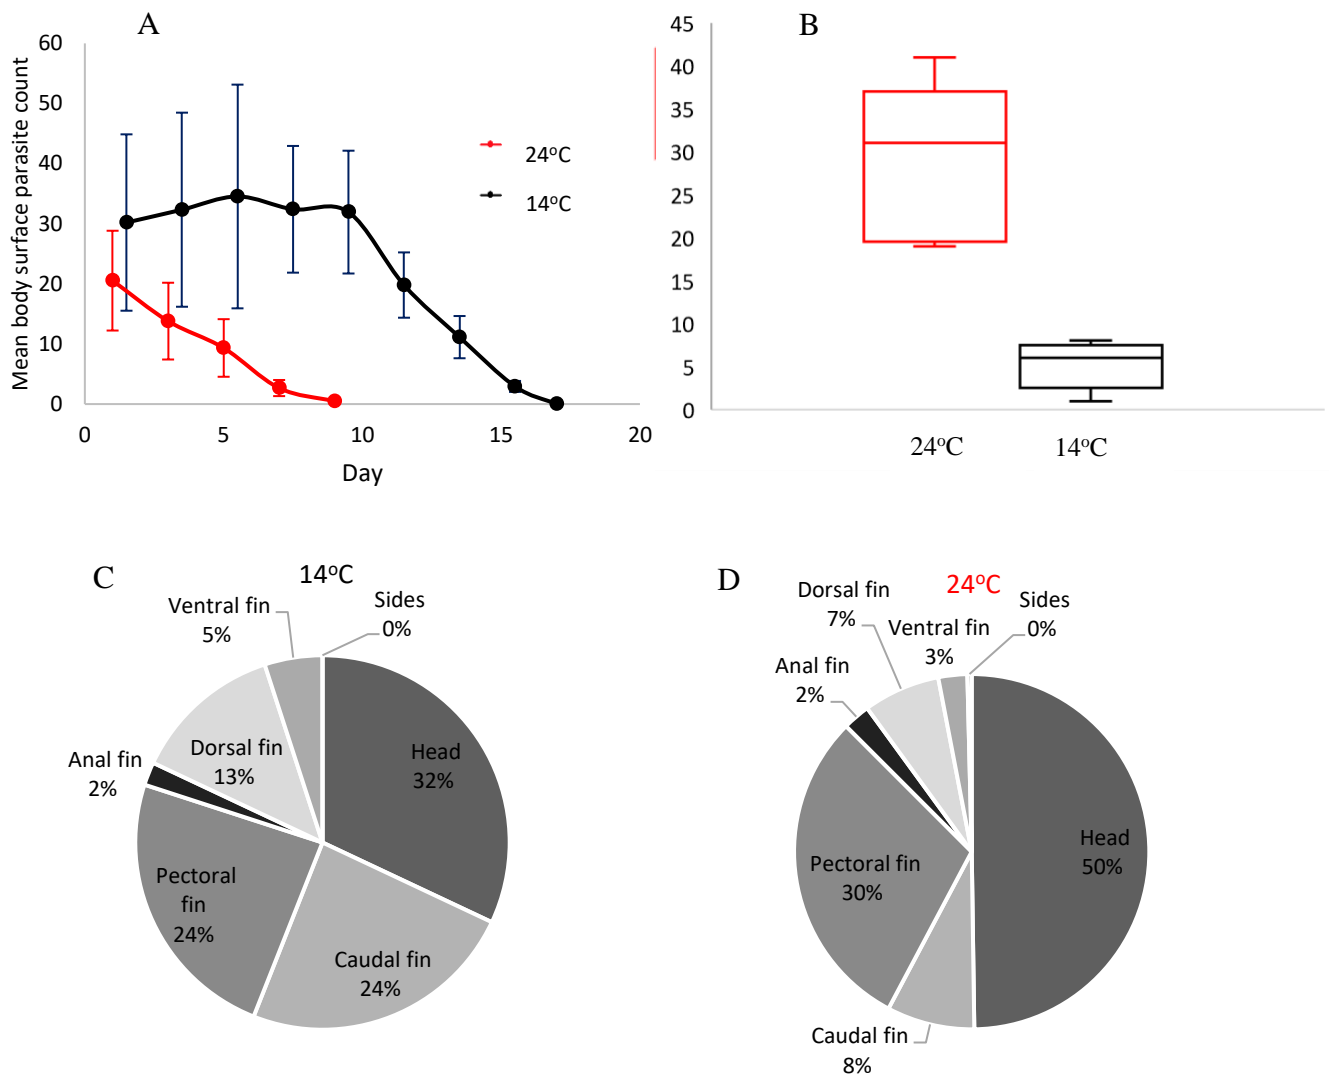 A
Mean body surface parasite count
60
50
40
30
20
10
0
0
5
10
15
20
Day
24°C
14°C
B
45
40
35
30
25
20
15
10
5
0
24°C
14°C
C
14°C
Ventral fin
5%
Sides
0%
Head
32%
Dorsal fin
13%
Anal fin
2%
Pectoral
fin
24%
Caudal fin
24%
D
24°C
Dorsal fin
7%
Sides
0%
Ventral fin
3%
Anal fin
2%
Head
50%
Pectoral fin
30%
Caudal fin
8%